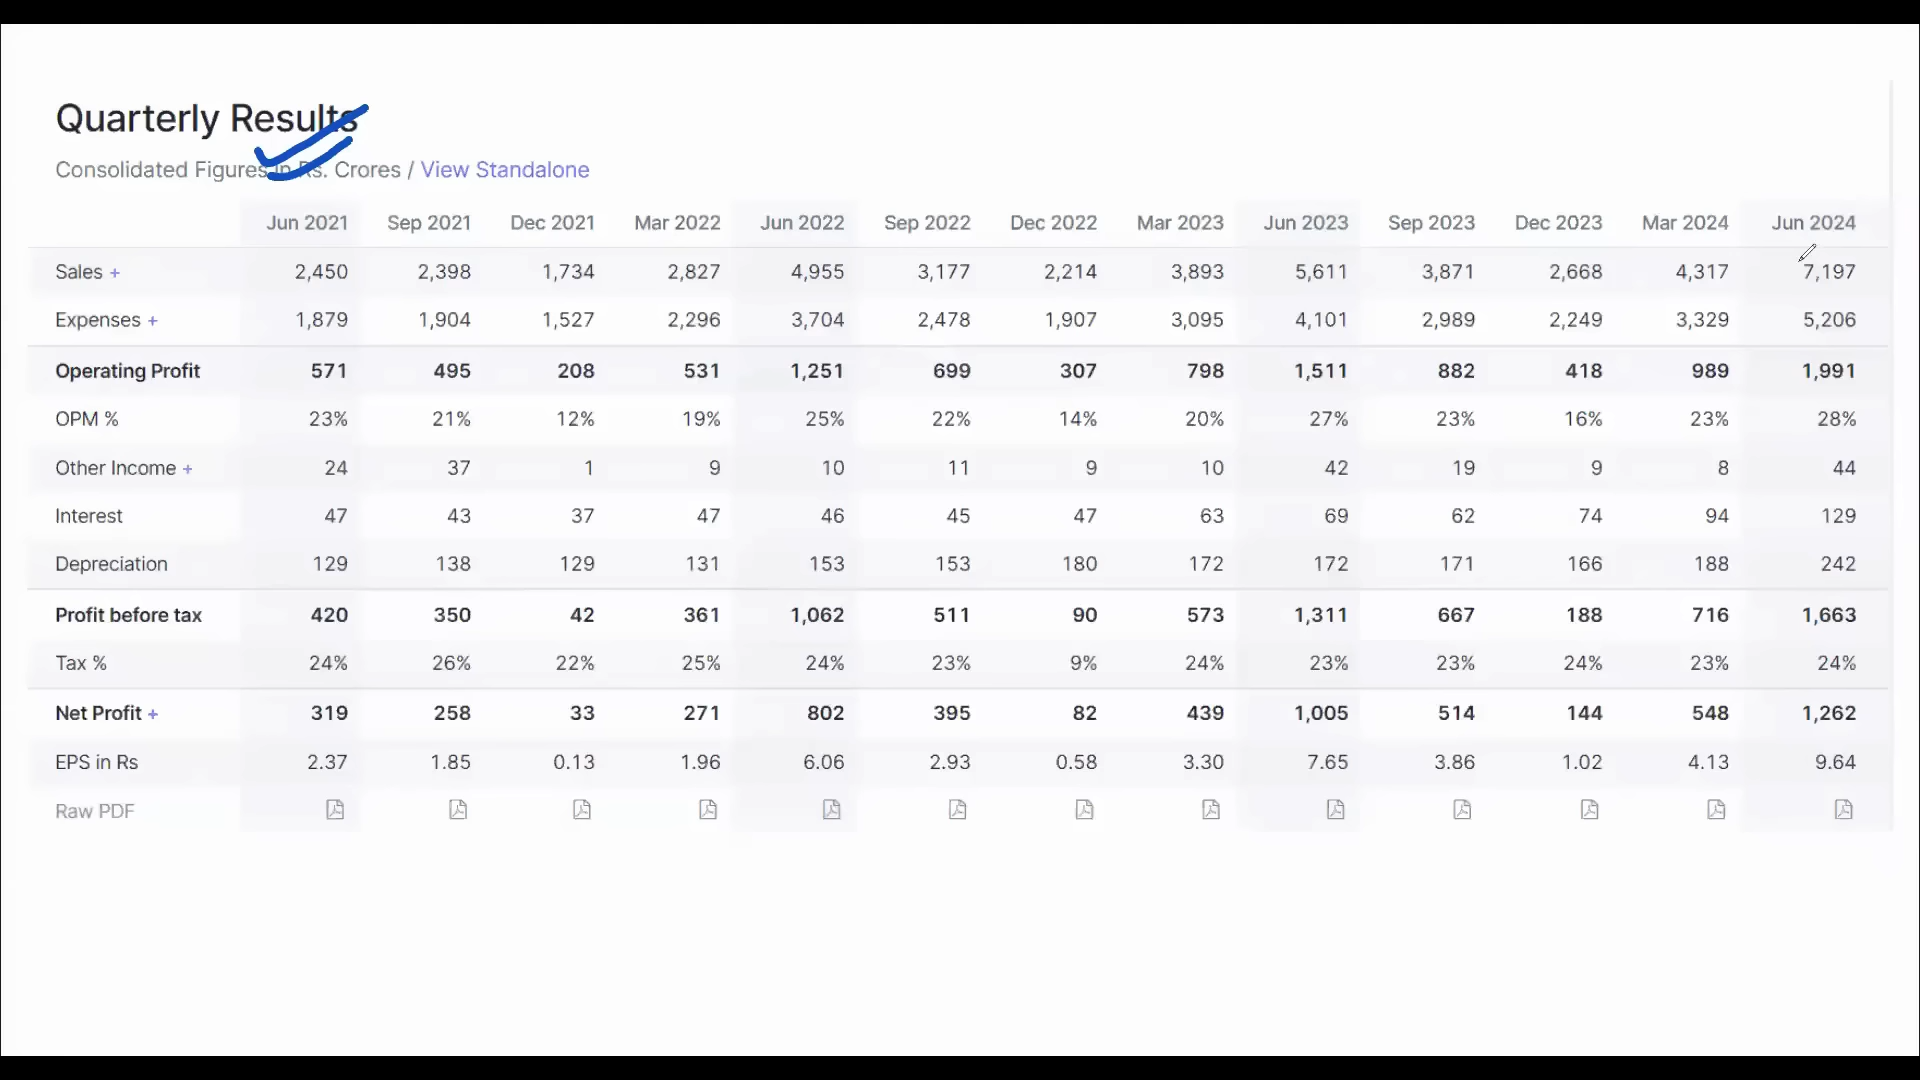 Quarterly Results
Consolidated Figures in Rs. Crores / View Standalone
Jun 2021 Sep 2021 Dec 2021 Mar 2022 Jun 2022 Sep 2022 Dec 2022 Mar 2023 Jun 2023 Sep 2023 Dec 2023 Mar 2024 Jun 2024
Sales + 2,450 2,398 1,734 2,827 4,955 3,177 2,214 3,893 5,611 3,871 2,668 4,317 7,197
Expenses + 1,879 1,904 1,527 2,296 3,704 2,478 1,907 3,095 4,101 2,989 2,249 3,329 5,206
Operating Profit 571 495 208 531 1,251 699 307 798 1,511 882 418 989 1,991
OPM % 23% 21% 12% 19% 25% 22% 14% 20% 27% 23% 16% 23% 28%
Other Income + 24 37 1 9 10 11 9 10 42 19 9 8 44
Interest 47 43 37 47 46 45 47 63 69 62 74 94 129
Depreciation 129 138 129 131 153 153 180 172 172 171 166 188 242
Profit before tax 420 350 42 361 1,062 511 90 573 1,311 667 188 716 1,663
Tax % 24% 26% 22% 25% 24% 23% 9% 24% 23% 23% 24% 23% 24%
Net Profit + 319 258 33 271 802 395 82 439 1,005 514 144 548 1,262
EPS in Rs 2.37 1.85 0.13 1.96 6.06 2.93 0.58 3.30 7.65 3.86 1.02 4.13 9.64
Raw PDF